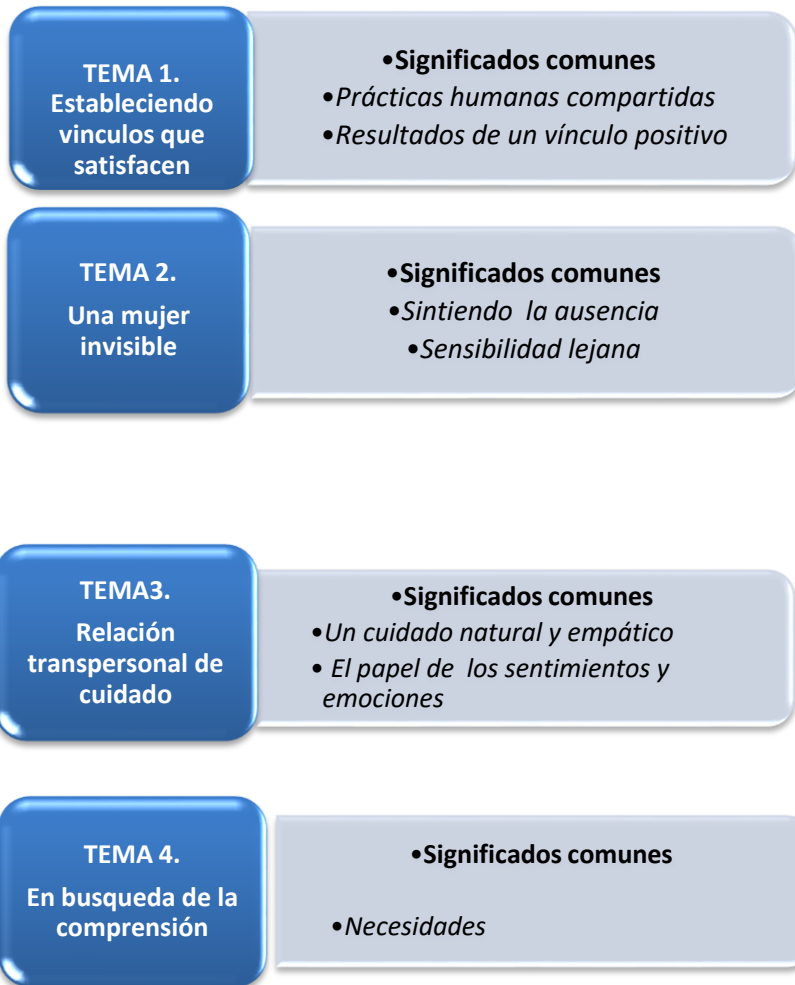 TEMA 1.
Estableciendo
vinculos que
satisfacen
•Significados comunes
•Prácticas humanas compartidas
•Resultados de un vínculo positivo
TEMA 2.
Una mujer
invisible
•Significados comunes
•Sintiendo la ausencia
•Sensibilidad lejana
TEMA3.
Relación
transpersonal de
cuidado
•Significados comunes
•Un cuidado natural y empático
• El papel de los sentimientos y
emociones
TEMA 4.
En busqueda de la
comprensión
•Significados comunes
•Necesidades